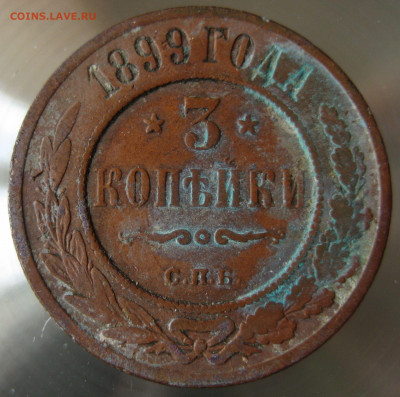 COINS.LAVE.RU
1899 ГОДА
3
КОПѢЙКИ
С.П.Б.